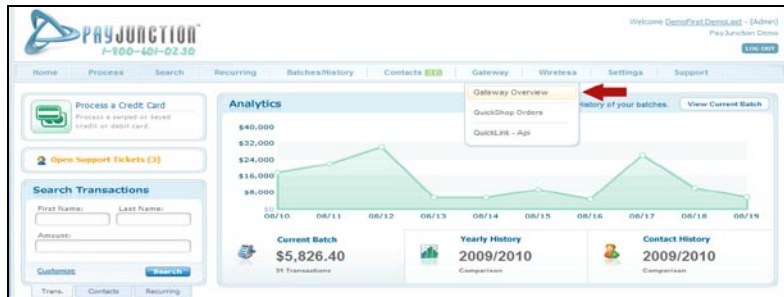 Welcome DemoFirst DemoLast - (Admin)
PayJunction Demo
LOG OUT
PAYJUNCTION
1-800-601-0230
Home Process Search Recurring Batches/History Contacts Gateway Wireless Settings Support
Process a Credit Card
Process a swiped or keyed
credit or debit card.
Open Support Tickets (3)
Search Transactions
First Name: Last Name:
Amount:
Customize Search
Trans. Contacts Recurring
Analytics
History of your batches. View Current Batch
Gateway Overview
QuickShop Orders
QuickLink - Api
$40,000
$32,000
$24,000
$16,000
$8,000
$0
08/10 08/11 08/12 08/13 08/14 08/15 08/16 08/17 08/18 08/19
Current Batch
$5,826.40
31 Transactions
Yearly History
2009/2010
Comparison
Contact History
2009/2010
Comparison